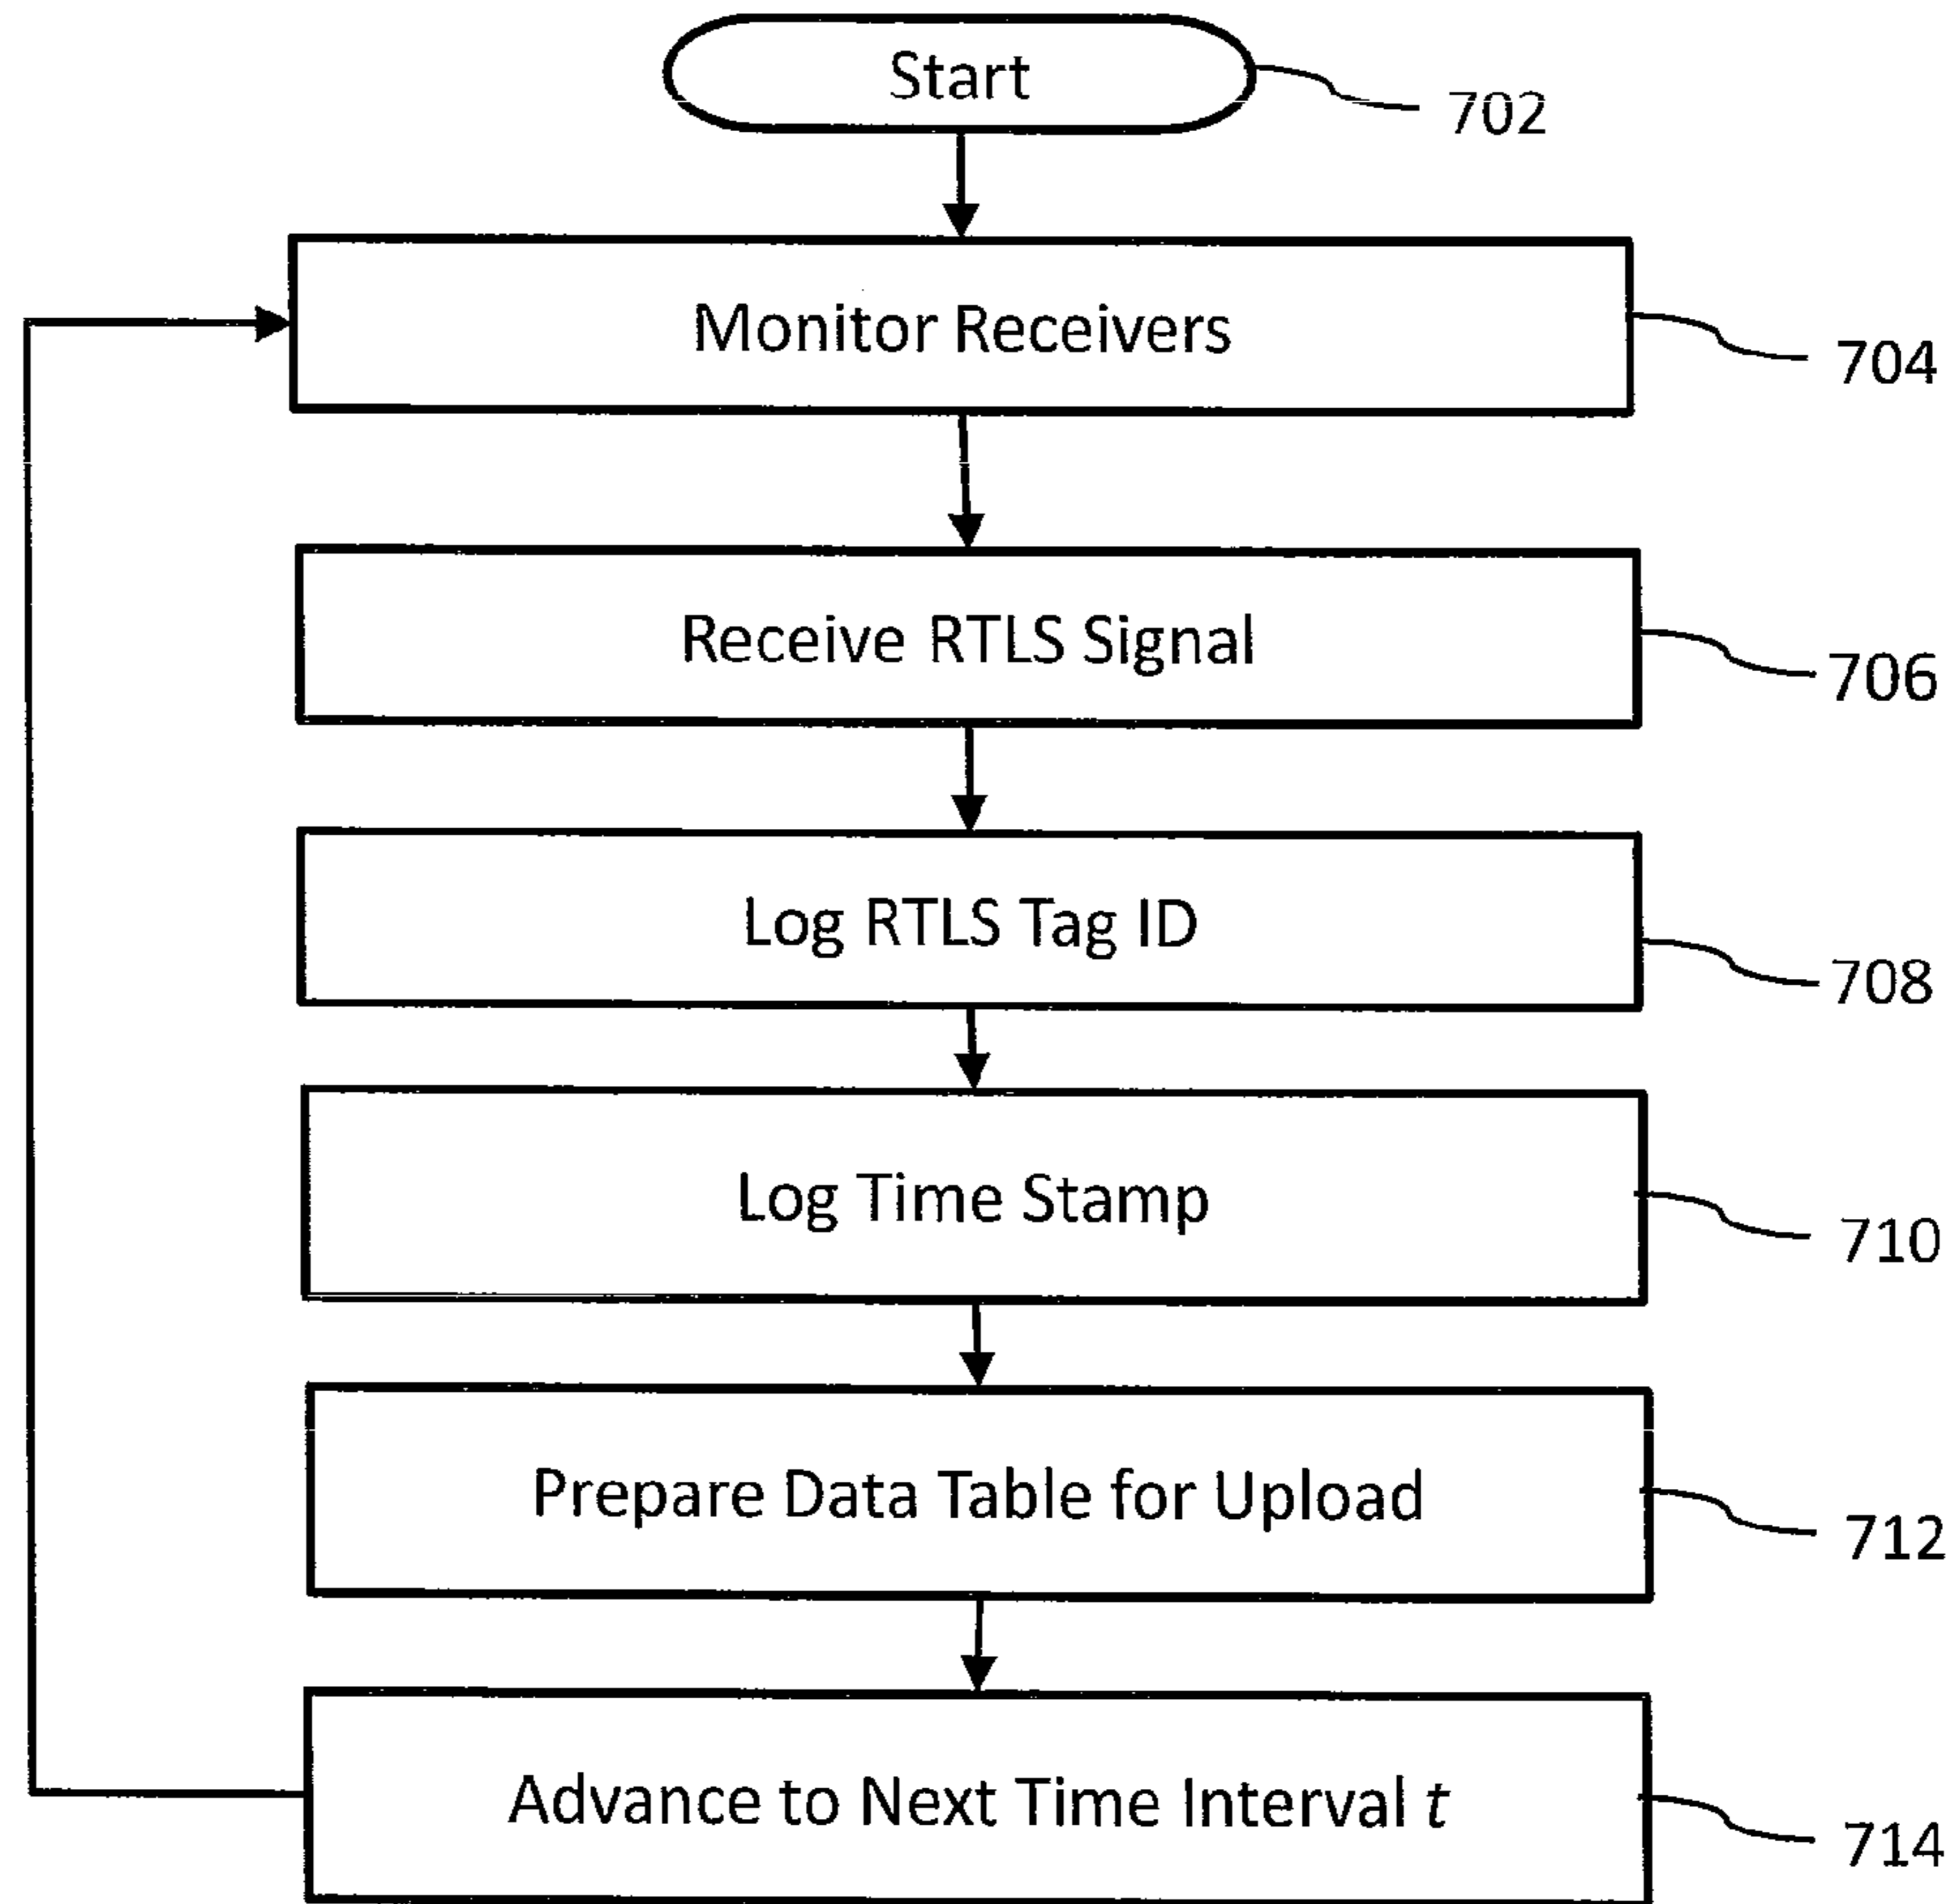 Start
702
Monitor Receivers
704
Receive RTLS Signal
706
Log RTLS Tag ID
708
Log Time Stamp
710
Prepare Data Table for Upload
712
Advance to Next Time Interval t
714